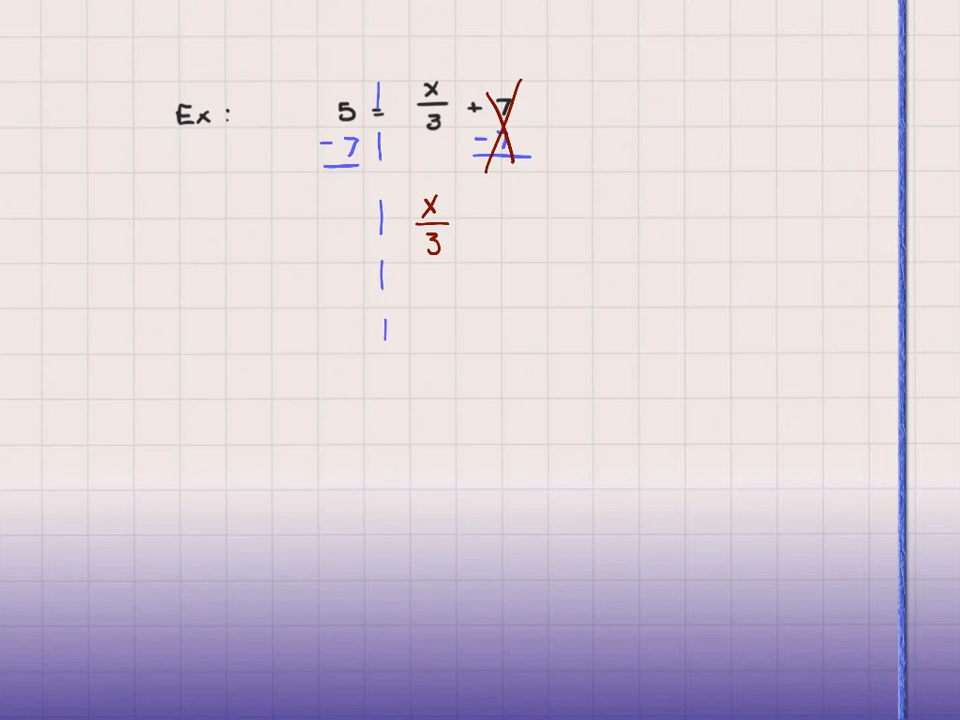 Ex : 5 = x/3 + 7
- 7 - 7
x/3